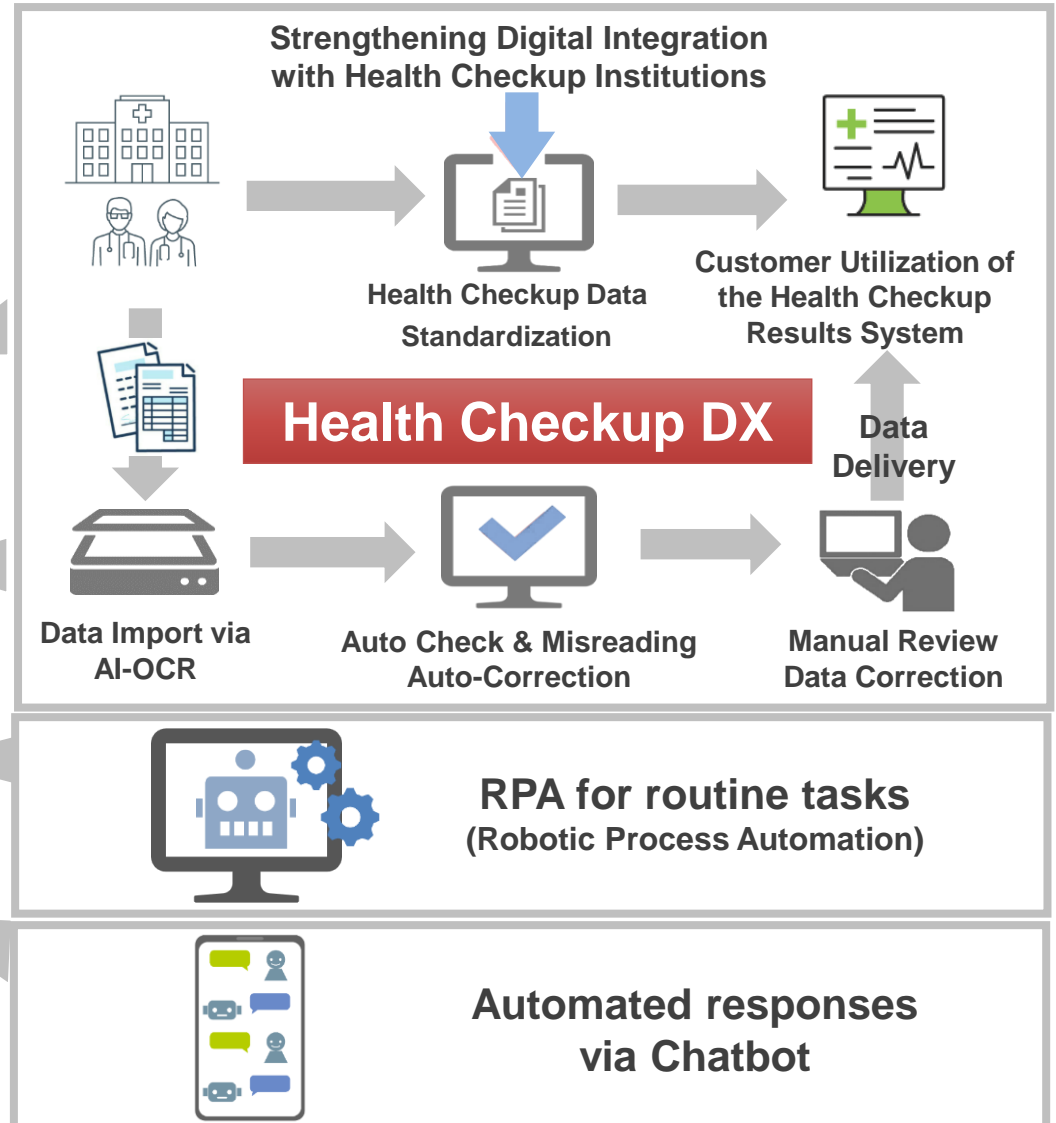 Strengthening Digital Integration
with Health Checkup Institutions
Health Checkup Data
Standardization
Customer Utilization of
the Health Checkup
Results System
Health Checkup DX
Data
Delivery
Data Import via
AI-OCR
Auto Check & Misreading
Auto-Correction
Manual Review
Data Correction
RPA for routine tasks
(Robotic Process Automation)
Automated responses
via Chatbot